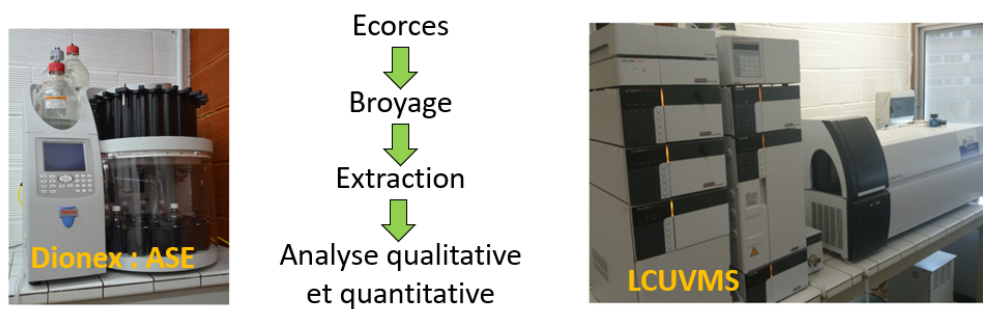 Ecorces
Broyage
Extraction
Analyse qualitative
et quantitative
Dionex : ASE
LCUVMS